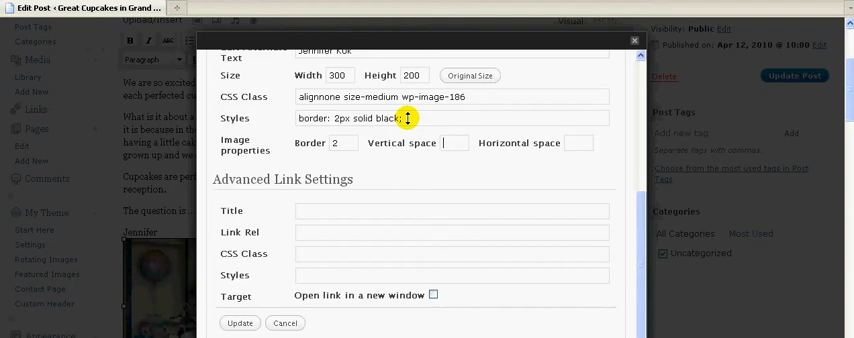 Edit Post ‹ Great Cupcakes in Grand ...
Post Tags
Categories
Media
Library
Add New
Links
Pages
Edit
Add New
Comments
My Theme
Start Here
Settings
Rotating Images
Featured Images
Contact Page
Custom Header
Appearance
Upload/Insert
Visual
B I
Paragraph
We are so excited
each perfected cu
What is it about a
it is because in th
having a little cak
grown up and we
Cupcakes are perf
reception.
The question is ..
Jennifer
Text
Jennifer Kok
Size Width 300 Height 200 Original Size
CSS Class alignnone size-medium wp-image-186
Styles border: 2px solid black;
Image properties Border 2 Vertical space Horizontal space
Advanced Link Settings
Title
Link Rel
CSS Class
Styles
Target Open link in a new window
Update Cancel
Visibility: Public Edit
Published on: Apr 12, 2010 @ 10:00 Edit
Delete Update Post
Post Tags
Add new tag Add
Separate tags with commas.
Choose from the most used tags in Post
Tags
Categories
All Categories Most Used
Uncategorized